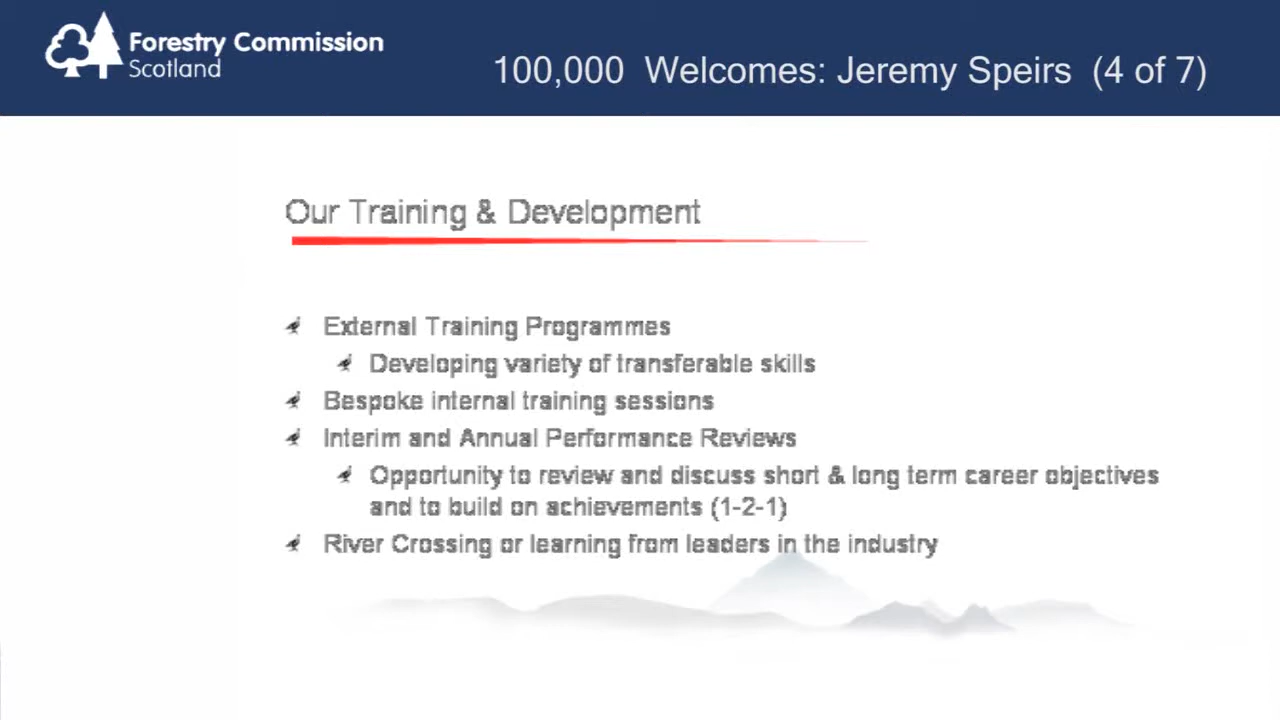 Forestry Commission
Scotland
100,000 Welcomes: Jeremy Speirs (4 of 7)
Our Training & Development
External Training Programmes
Developing variety of transferable skills
Bespoke internal training sessions
Interim and Annual Performance Reviews
Opportunity to review and discuss short & long term career objectives
and to build on achievements (1-2-1)
River Crossing or learning from leaders in the industry